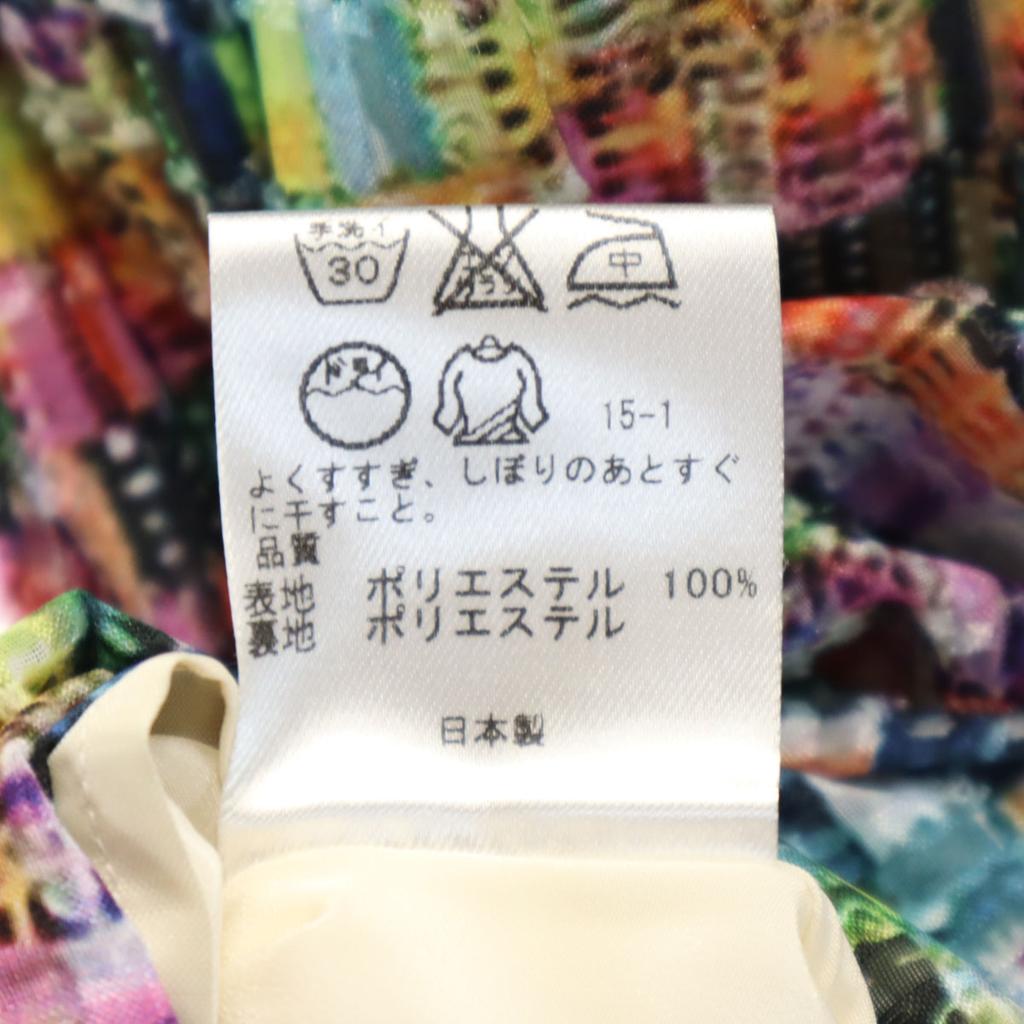 手洗イ
30
中
ドライ
15-1
よくすすぎ、しぼりのあとすぐ
に干すこと。
品質
表地 ポリエステル 100%
裏地 ポリエステル
日本製